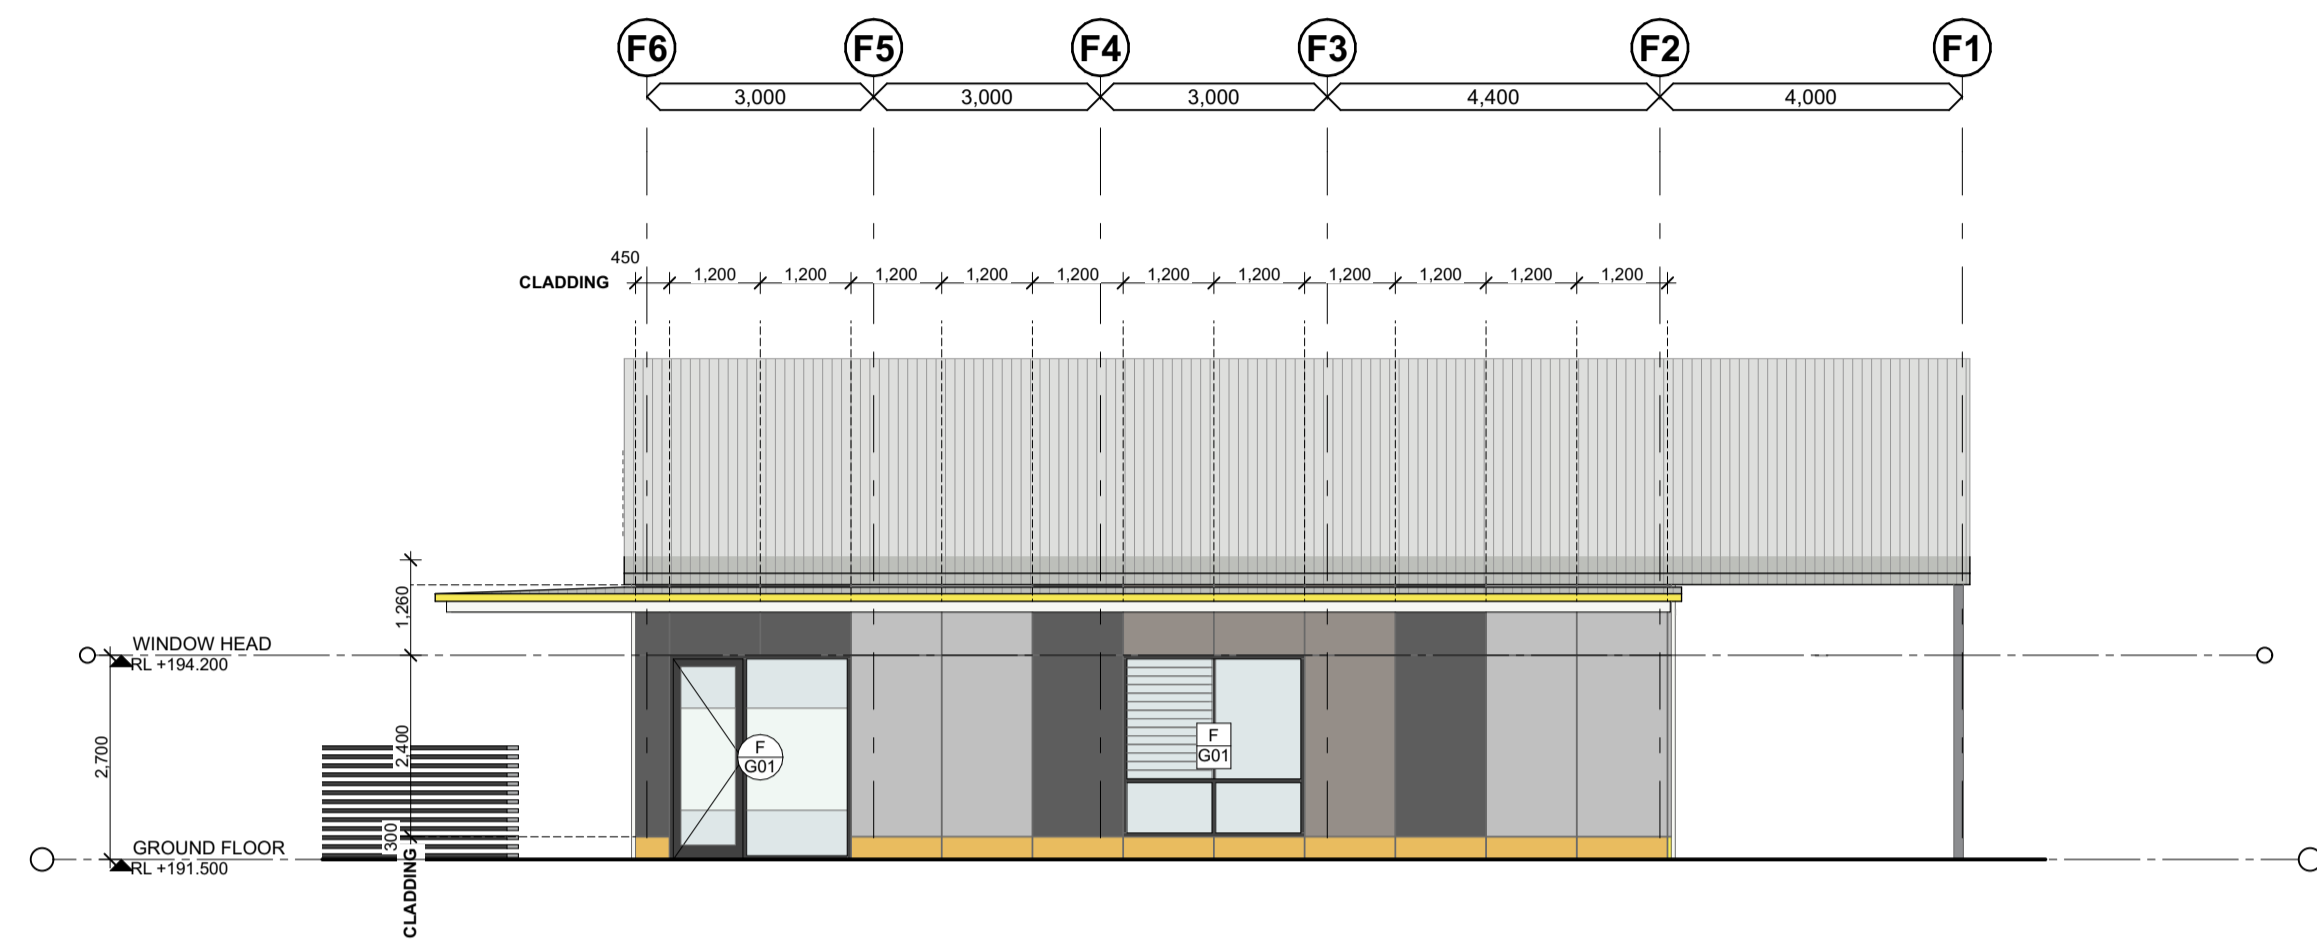 F6 F5 F4 F3 F2 F1
3,000 3,000 3,000 4,400 4,000
450
CLADDING 1,200 1,200 1,200 1,200 1,200 1,200 1,200 1,200 1,200 1,200 1,200
1,260
WINDOW HEAD
RL +194.200
2,700
2,400
F
G01
F
G01
300
GROUND FLOOR
RL +191.500
CLADDING